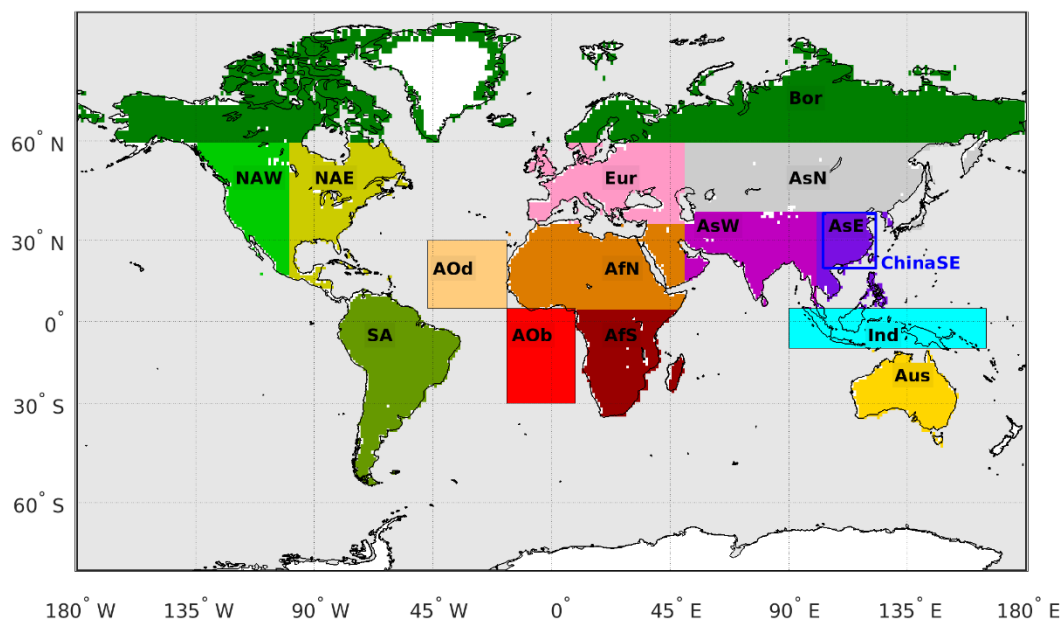 Bor
60° N
NAW
NAE
Eur
AsN
AsW
AsE
30° N
AOd
AfN
ChinaSE
0°
SA
AOb
AfS
Ind
Aus
30° S
60° S
180° W
135° W
90° W
45° W
0°
45° E
90° E
135° E
180° E